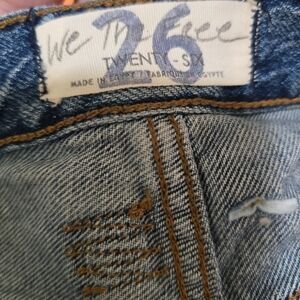 We The Free
26
TWENTY - SIX
MADE IN EGYPT / FABRIQUÉ EN EGYPTE